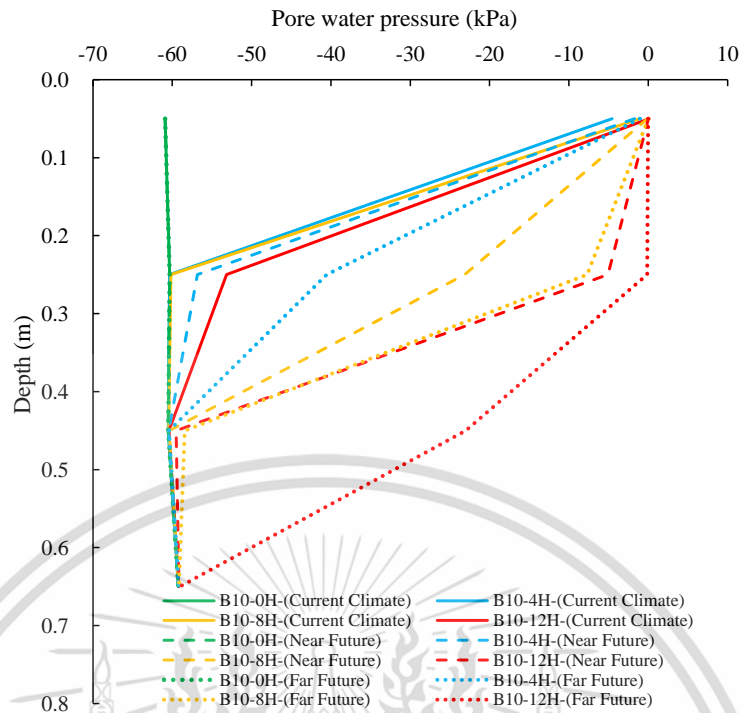 Pore water pressure (kPa)
-70 -60 -50 -40 -30 -20 -10 0 10
0.0
0.1
0.2
0.3
0.4
0.5
0.6
0.7
0.8
Depth (m)
B10-0H-(Current Climate) B10-4H-(Current Climate)
B10-8H-(Current Climate) B10-12H-(Current Climate)
B10-0H-(Near Future) B10-4H-(Near Future)
B10-8H-(Near Future) B10-12H-(Near Future)
B10-0H-(Far Future) B10-4H-(Far Future)
B10-8H-(Far Future) B10-12H-(Far Future)